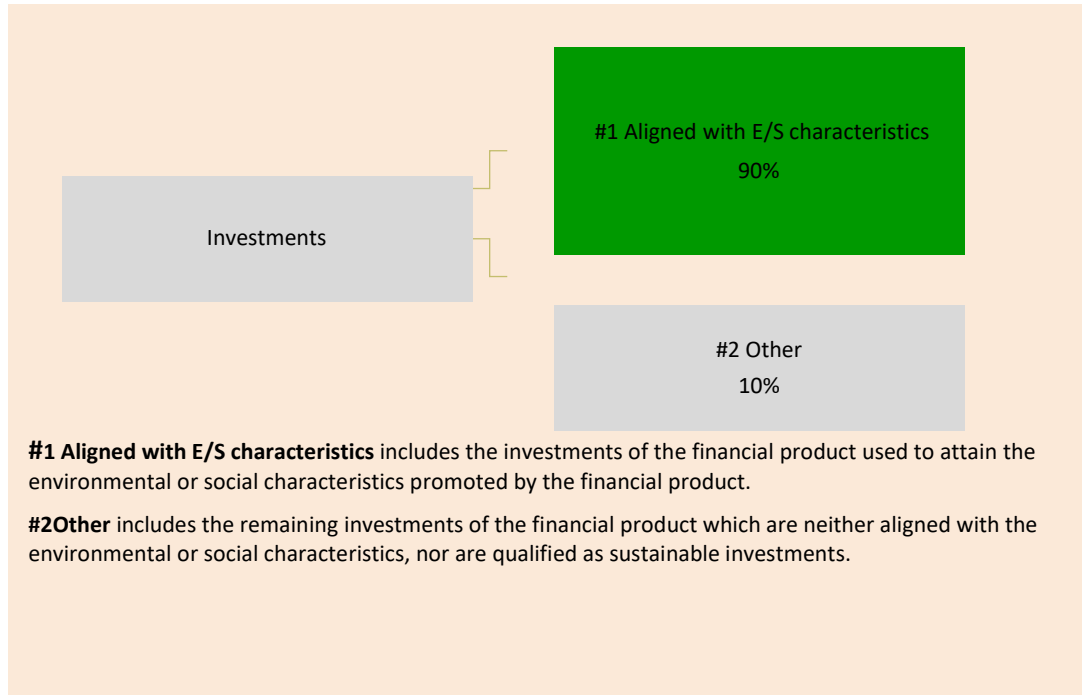 #1 Aligned with E/S characteristics
90%
Investments
#2 Other
10%
#1 Aligned with E/S characteristics includes the investments of the financial product used to attain the
environmental or social characteristics promoted by the financial product.
#2Other includes the remaining investments of the financial product which are neither aligned with the
environmental or social characteristics, nor are qualified as sustainable investments.